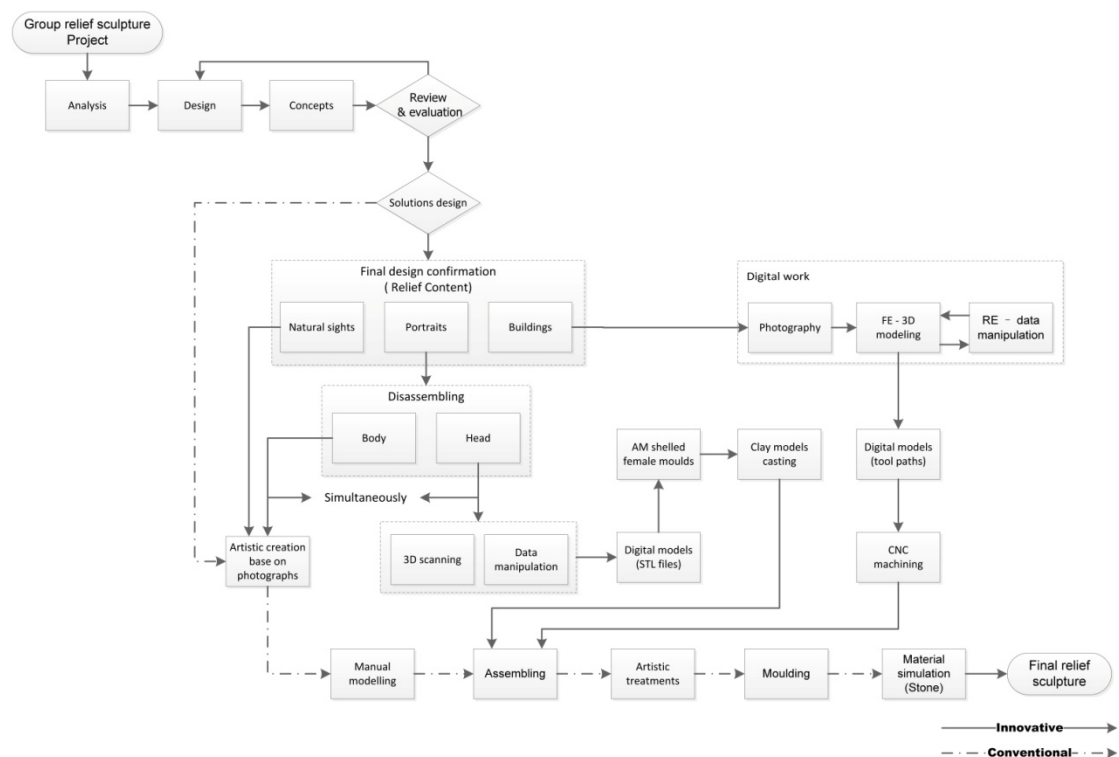 Group relief sculpture
Project
Analysis
Design
Concepts
Review
& evaluation
Solutions design
Final design confirmation
( Relief Content)
Natural sights
Portraits
Buildings
Digital work
Photography
FE - 3D
modeling
RE – data
manipulation
Disassembling
Body
Head
Simultaneously
AM shelled
female moulds
Clay models
casting
Digital models
(tool paths)
Artistic creation
base on
photographs
3D scanning
Data
manipulation
Digital models
(STL files)
CNC
machining
Manual
modelling
Assembling
Artistic
treatments
Moulding
Material
simulation
(Stone)
Final relief
sculpture
Innovative
Conventional